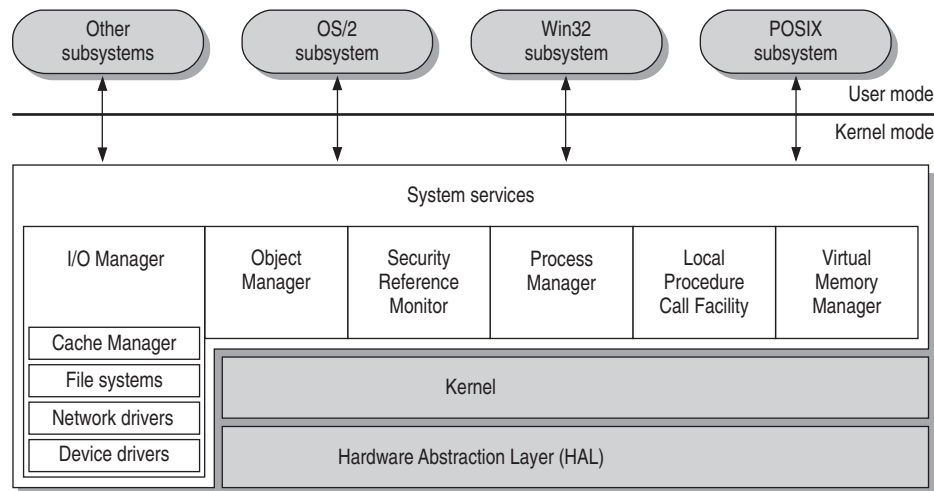 Other
subsystems
OS/2
subsystem
Win32
subsystem
POSIX
subsystem
User mode
Kernel mode
System services
I/O Manager
Object
Manager
Security
Reference
Monitor
Process
Manager
Local
Procedure
Call Facility
Virtual
Memory
Manager
Cache Manager
File systems
Network drivers
Device drivers
Kernel
Hardware Abstraction Layer (HAL)